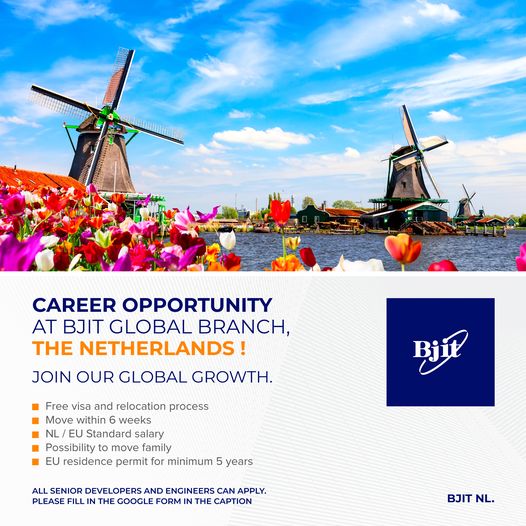 CAREER OPPORTUNITY
AT BJIT GLOBAL BRANCH,
THE NETHERLANDS !
JOIN OUR GLOBAL GROWTH.
Bjit
Free visa and relocation process
Move within 6 weeks
NL / EU Standard salary
Possibility to move family
EU residence permit for minimum 5 years
ALL SENIOR DEVELOPERS AND ENGINEERS CAN APPLY.
PLEASE FILL IN THE GOOGLE FORM IN THE CAPTION
BJIT NL.